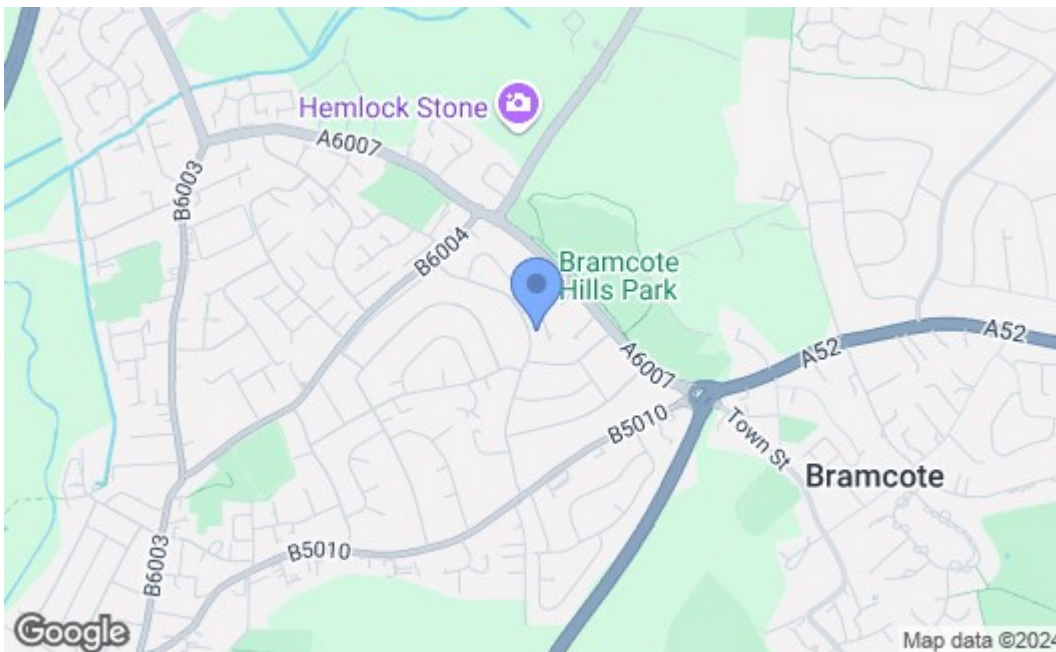 Hemlock Stone
A6007
B6003
B6004
Bramcote
Hills Park
A52
A52
A6007
B5010
Town St
Bramcote
B5010
B6003
Google
Map data ©2024